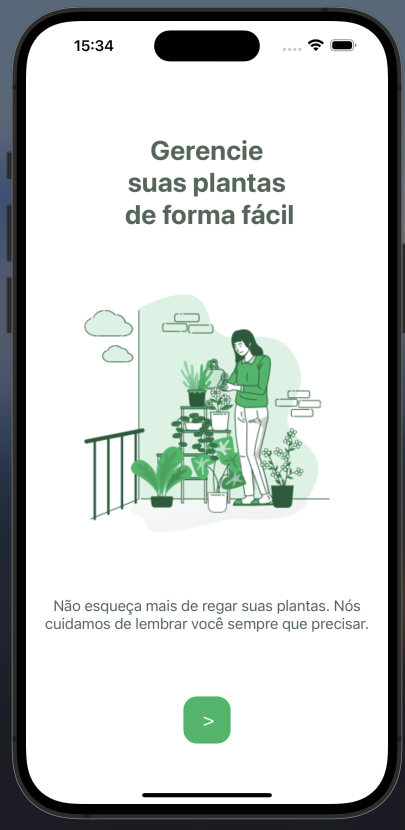 15:34
Gerencie
suas plantas
de forma fácil
Não esqueça mais de regar suas plantas. Nós
cuidamos de lembrar você sempre que precisar.
>